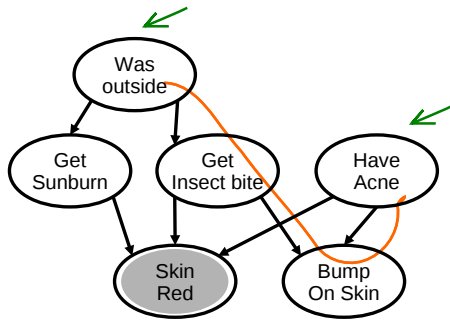 Was
outside
Get
Sunburn
Get
Insect bite
Have
Acne
Skin
Red
Bump
On Skin